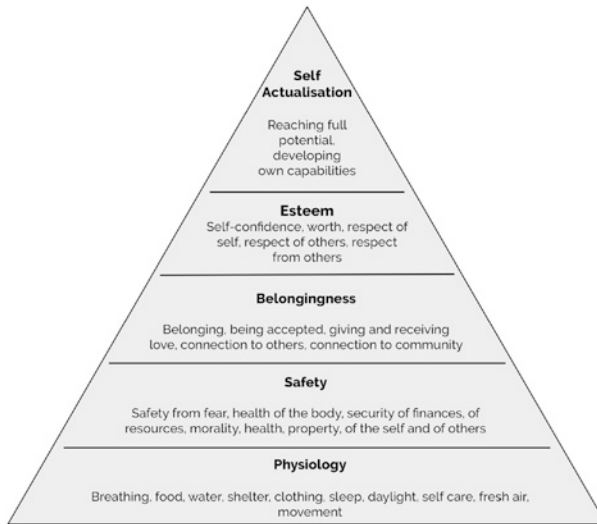 Self
Actualisation
Reaching full
potential,
developing
own capabilities
Esteem
Self-confidence, worth, respect of
self, respect of others, respect
from others
Belongingness
Belonging, being accepted, giving and receiving
love, connection to others, connection to community
Safety
Safety from fear, health of the body, security of finances, of
resources, morality, health, property, of the self and of others
Physiology
Breathing, food, water, shelter, clothing, sleep, daylight, self care, fresh air,
movement